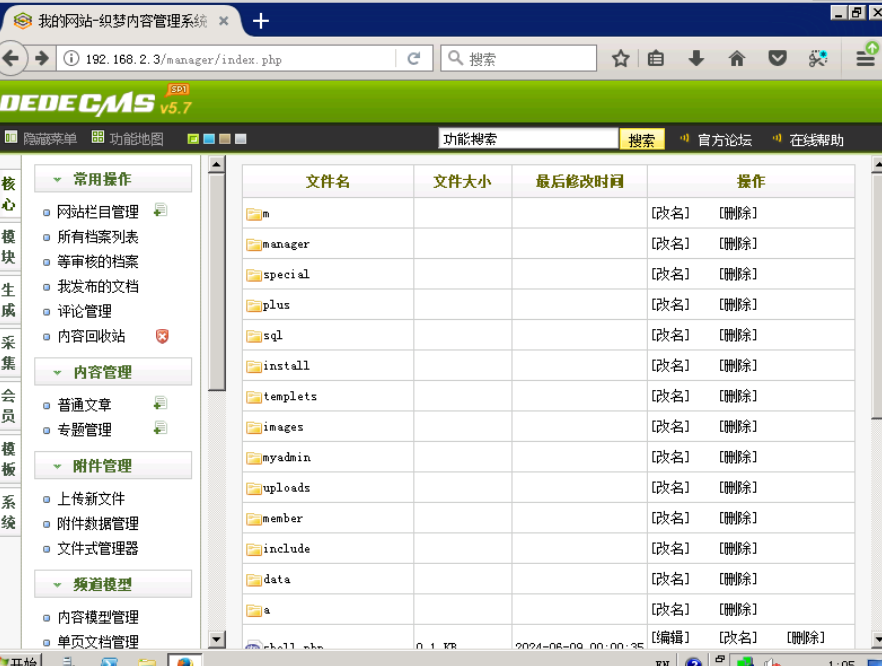 我的网站-织梦内容管理系统
192.168.2.3/manager/index.php
搜索
DEDECMS v5.7 SP1
隐藏菜单 功能地图
功能搜索 搜索 官方论坛 在线帮助
核心
模块
生成
采集
会员
模板
系统
常用操作
网站栏目管理
所有档案列表
等审核的档案
我发布的文档
评论管理
内容回收站
内容管理
普通文章
专题管理
附件管理
上传新文件
附件数据管理
文件式管理器
频道模型
内容模型管理
单页文档管理
文件名 文件大小 最后修改时间 操作
m [改名] [删除]
manager [改名] [删除]
special [改名] [删除]
plus [改名] [删除]
sql [改名] [删除]
install [改名] [删除]
templets [改名] [删除]
images [改名] [删除]
myadmin [改名] [删除]
uploads [改名] [删除]
member [改名] [删除]
include [改名] [删除]
data [改名] [删除]
a [改名] [删除]
shell.php 0.1 KB 2024-06-09 00:00:35 [编辑] [改名] [删除]
开始 EN 1:05